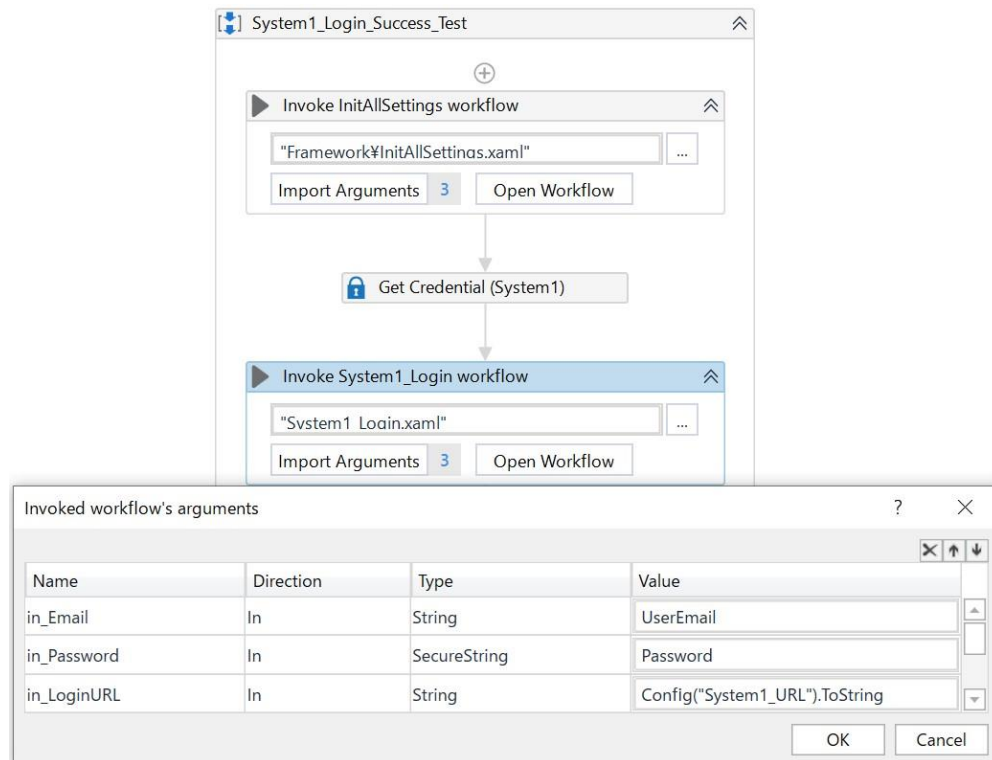 System1_Login_Success_Test
Invoke InitAllSettings workflow
"Framework¥InitAllSettings.xaml"
...
Import Arguments 3 Open Workflow
Get Credential (System1)
Invoke System1_Login workflow
"System1_Login.xaml"
...
Import Arguments 3 Open Workflow
Invoked workflow's arguments ?
Name Direction Type Value
in_Email In String UserEmail
in_Password In SecureString Password
in_LoginURL In String Config("System1_URL").ToString
OK Cancel